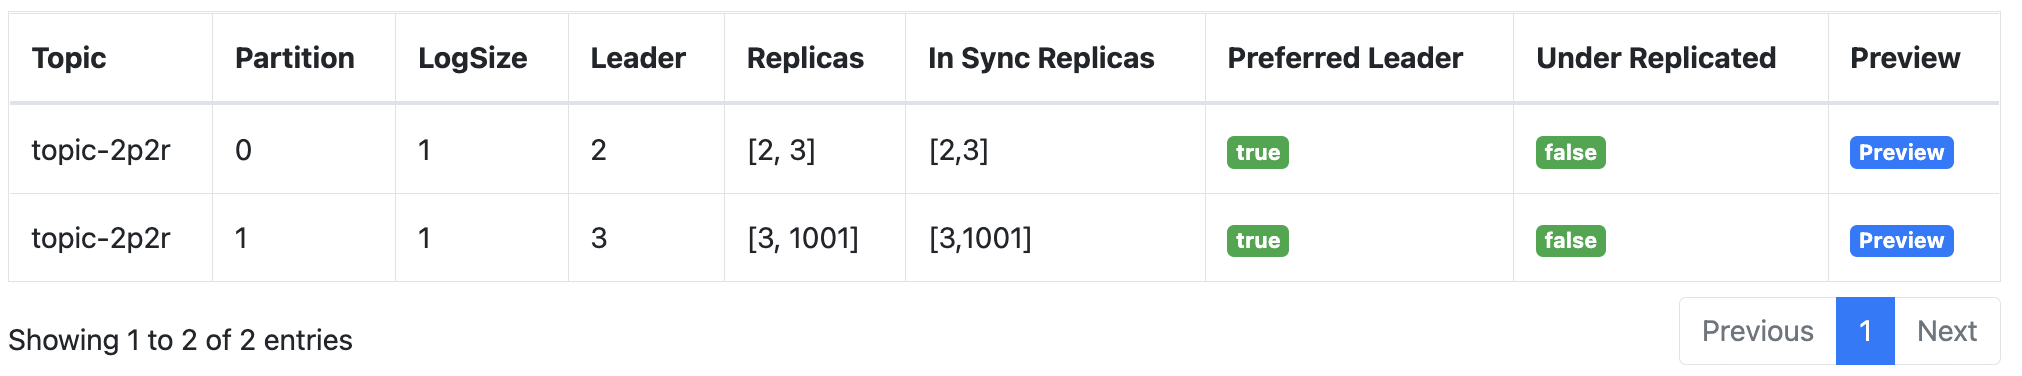 Topic Partition LogSize Leader Replicas In Sync Replicas Preferred Leader Under Replicated Preview
topic-2p2r 0 1 2 [2, 3] [2,3] true false Preview
topic-2p2r 1 1 3 [3, 1001] [3,1001] true false Preview
Showing 1 to 2 of 2 entries Previous 1 Next